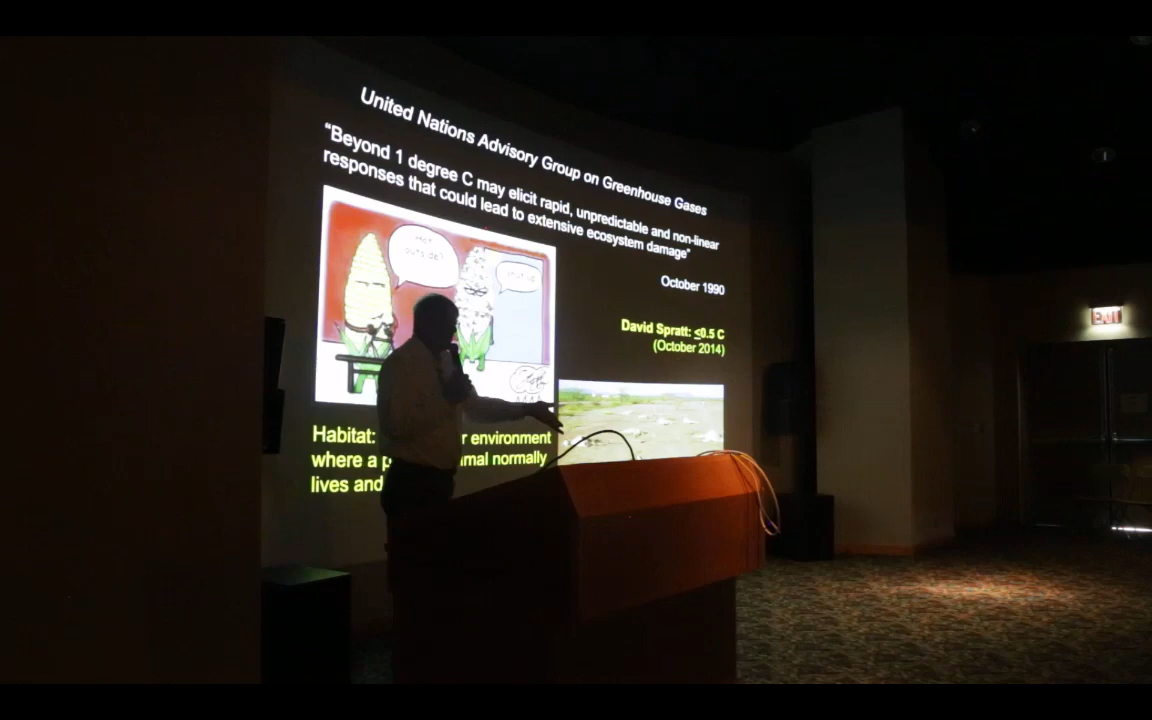 United Nations Advisory Group on Greenhouse Gases
"Beyond 1 degree C may elicit rapid, unpredictable and non-linear
responses that could lead to extensive ecosystem damage"
October 1990
Hot
outside?
David Spratt: ≤0.5 C
(October 2014)
Habitat: environment
where a normally
lives and
EXIT